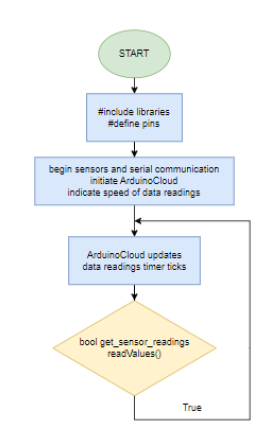 START
#include libraries
#define pins
begin sensors and serial communication
initiate ArduinoCloud
indicate speed of data readings
ArduinoCloud updates
data readings timer ticks
bool get_sensor_readings
readValues()
True